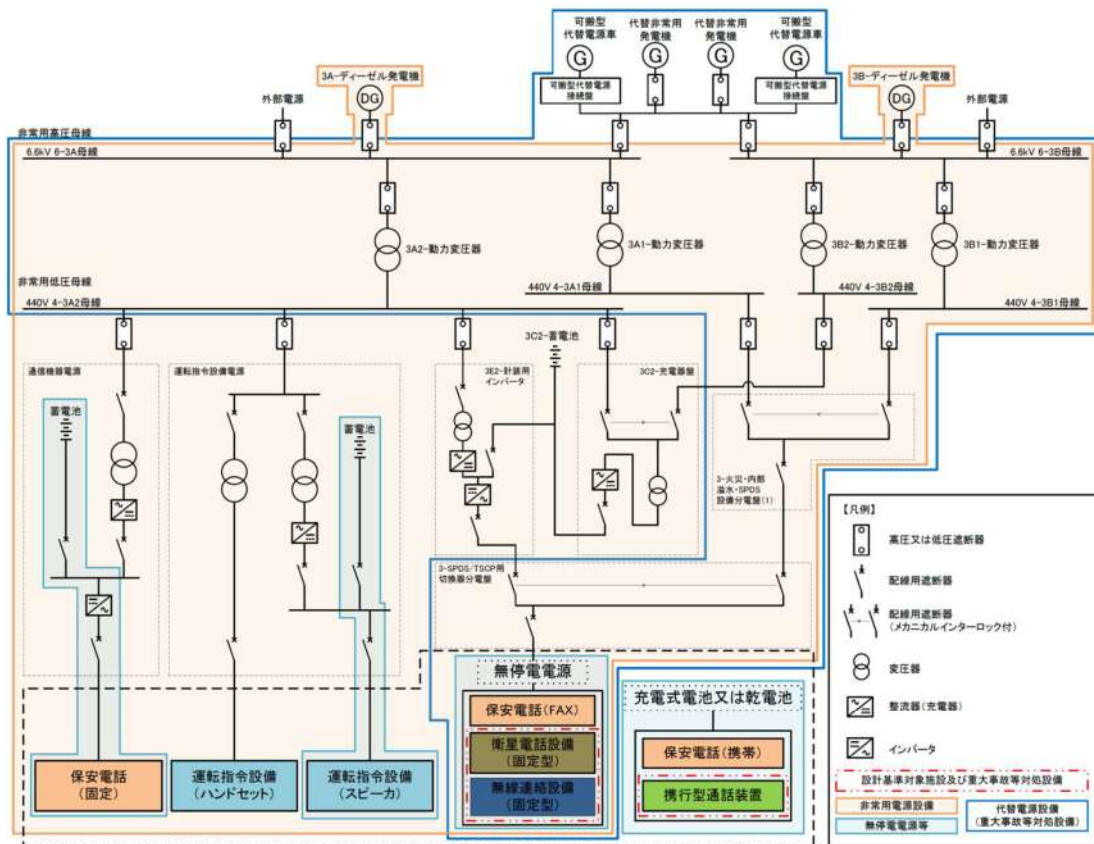 可搬型
代替電源車
代替非常用
発電機
代替非常用
発電機
可搬型
代替電源車
G
G
G
G
3A-ディーゼル発電機
3B-ディーゼル発電機
可搬型代替電源
接続盤
可搬型代替電源
接続盤
外部電源
DG
DG
外部電源
非常用高圧母線
6.6kV 6-3A母線
6.6kV 6-3B母線
3A2-動力変圧器
3A1-動力変圧器
3B2-動力変圧器
3B1-動力変圧器
非常用低圧母線
440V 4-3A2母線
440V 4-3A1母線
440V 4-3B2母線
440V 4-3B1母線
通信機器電源
運転指令設備電源
3C2-蓄電池
3E2-計装用
インバータ
3C2-充電器盤
蓄電池
蓄電池
3-火災・内部
溢水・SPDS
設備分電盤(1)
3-SPDS/TSCP用
切換器分電盤
無停電電源
保安電話(FAX)
衛星電話設備
(固定型)
無線連絡設備
(固定型)
充電式電池又は乾電池
保安電話(携帯)
携行型通話装置
保安電話
(固定)
運転指令設備
(ハンドセット)
運転指令設備
(スピーカ)
【凡例】
高圧又は低圧遮断器
配線用遮断器
配線用遮断器
(メカニカルインターロック付)
変圧器
整流器(充電器)
インバータ
設計基準対象施設及び重大事故等対処設備
非常用電源設備
無停電電源等
代替電源設備
(重大事故等対処設備)